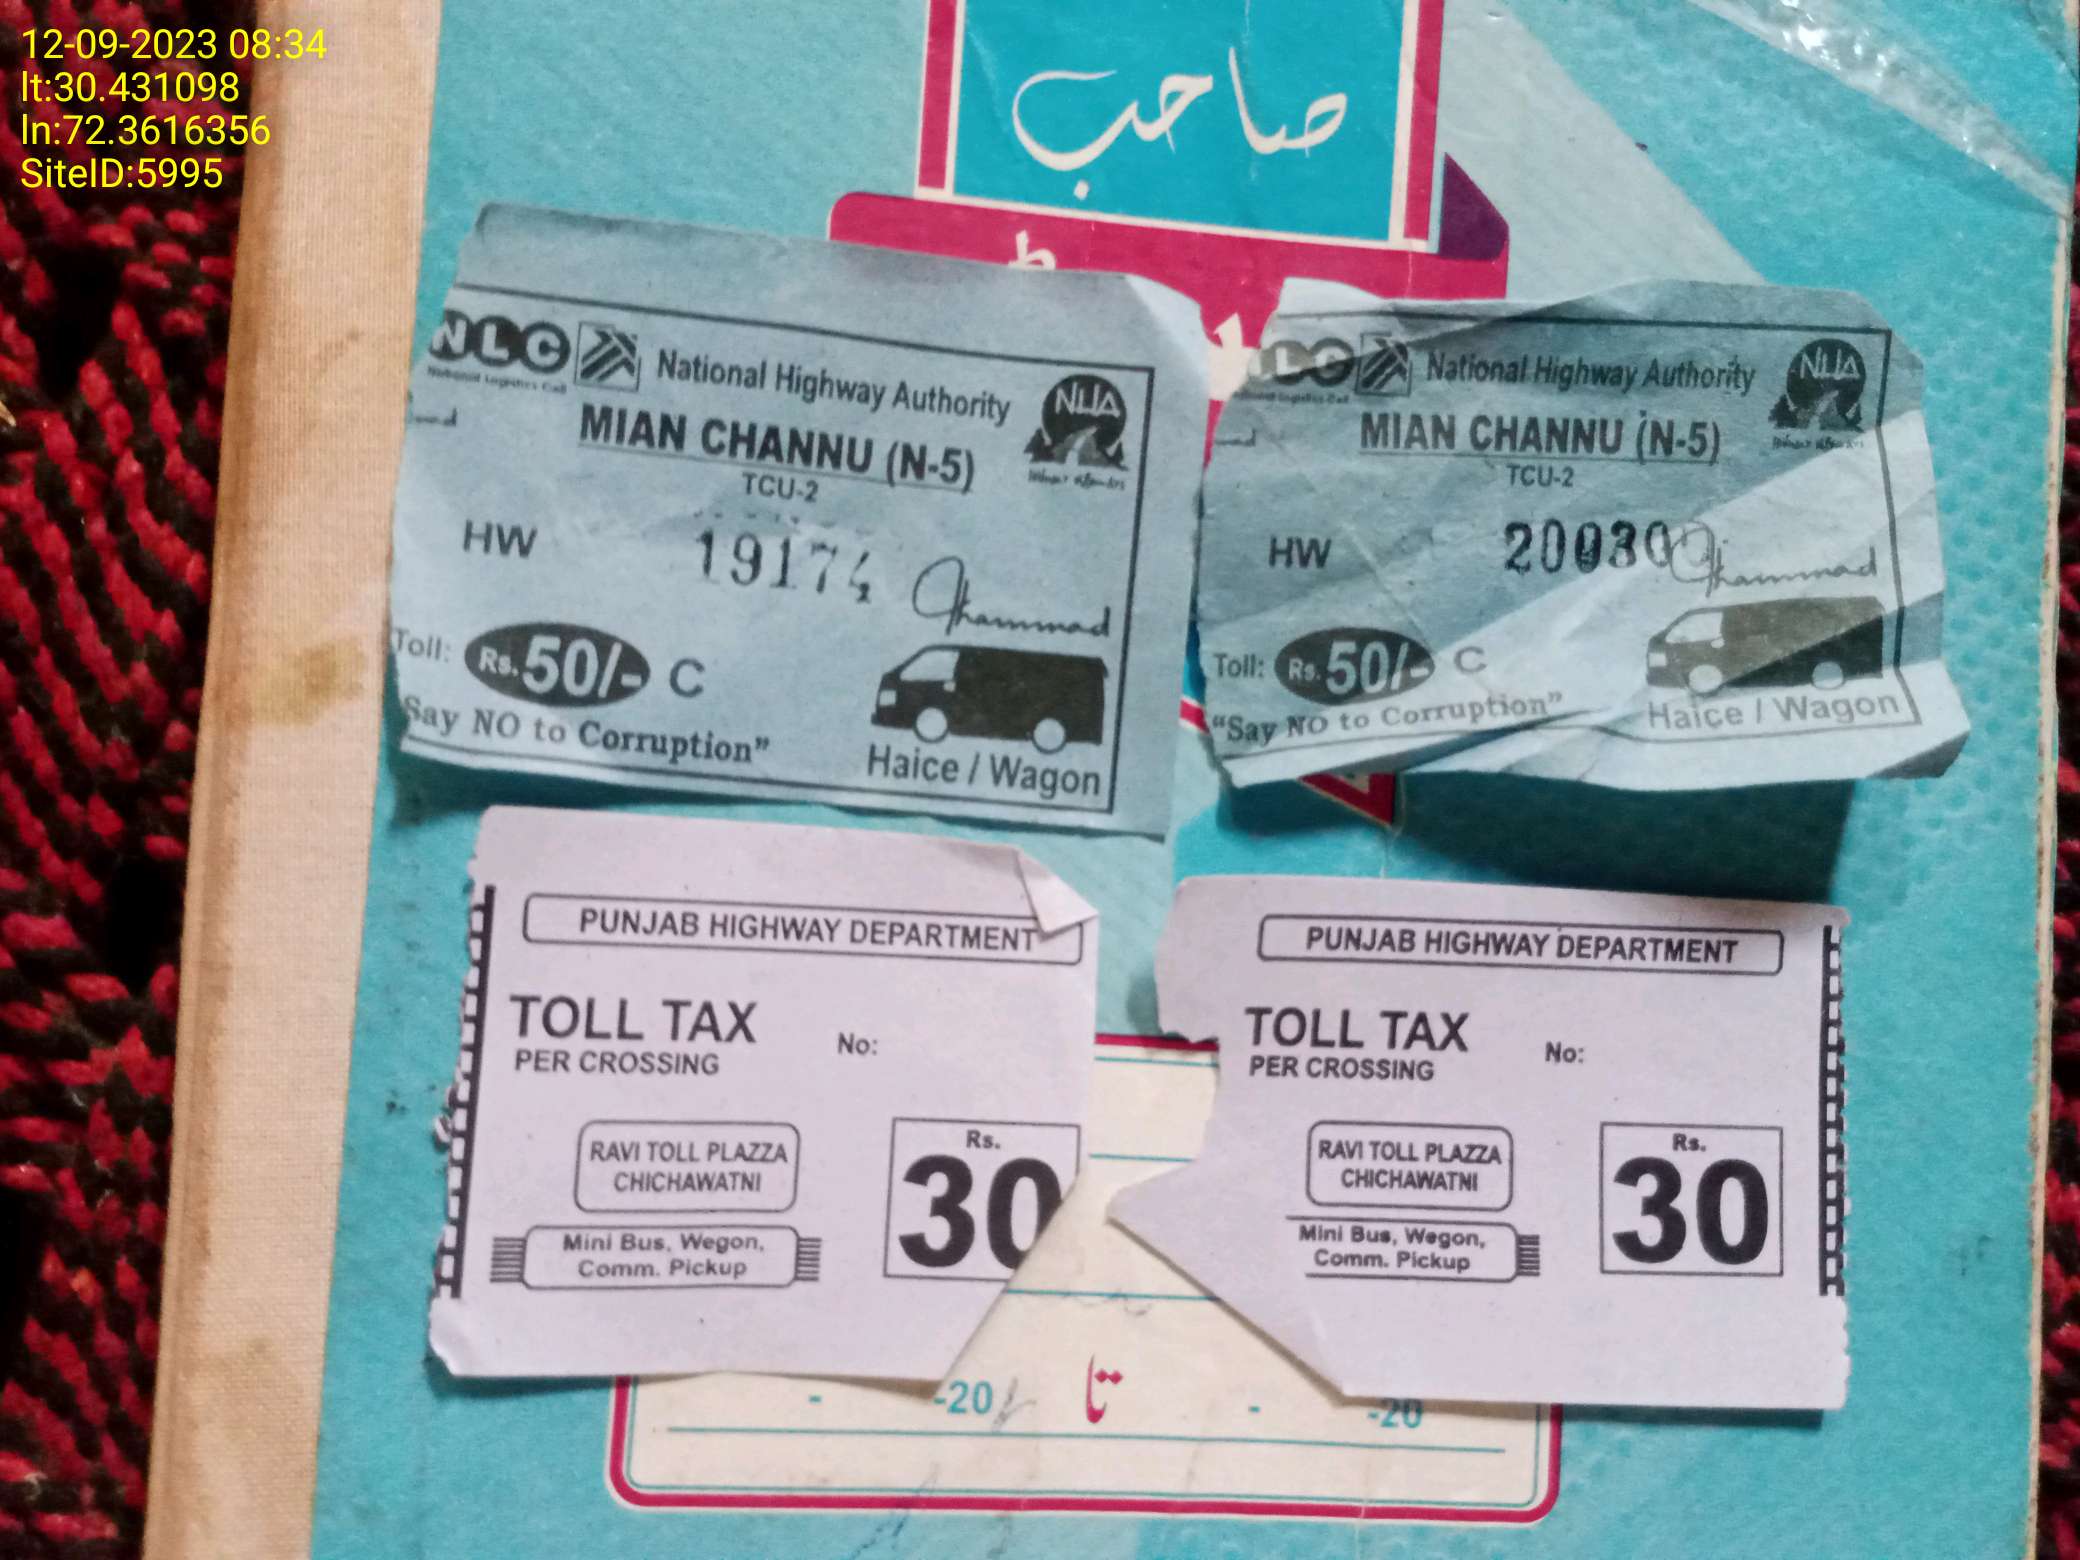 12-09-2023 08:34
lt:30.431098
ln:72.3616356
SiteID:5995
صاحب
NLC
National Logistics Cell
National Highway Authority
NHA
MIAN CHANNU (N-5)
TCU-2
HW
19174
Toll: Rs.50/- C
Say NO to Corruption”
Haice / Wagon
LC
National Highway Authority
NHA
MIAN CHANNU (N-5)
TCU-2
HW
Toll: Rs.50/- C
“Say NO to Corruption”
Haice / Wagon
PUNJAB HIGHWAY DEPARTMENT
TOLL TAX
PER CROSSING
No:
RAVI TOLL PLAZZA
CHICHAWATNI
Rs.
30
Mini Bus, Wegon,
Comm. Pickup
PUNJAB HIGHWAY DEPARTMENT
TOLL TAX
PER CROSSING
No:
RAVI TOLL PLAZZA
CHICHAWATNI
Rs.
30
Mini Bus, Wegon,
Comm. Pickup
- -20 تا - -20